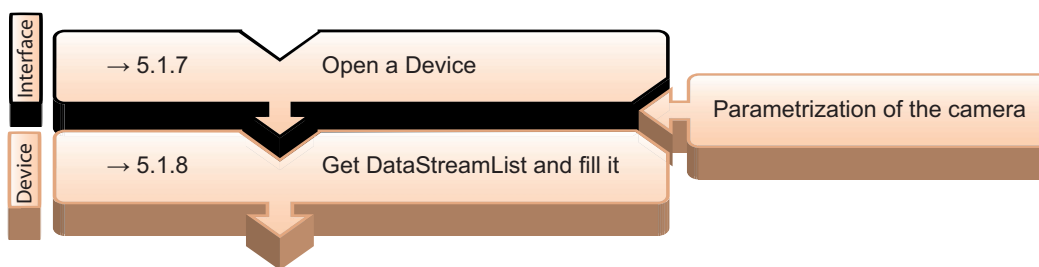 Interface
→ 5.1.7 Open a Device
Parametrization of the camera
Device
→ 5.1.8 Get DataStreamList and fill it